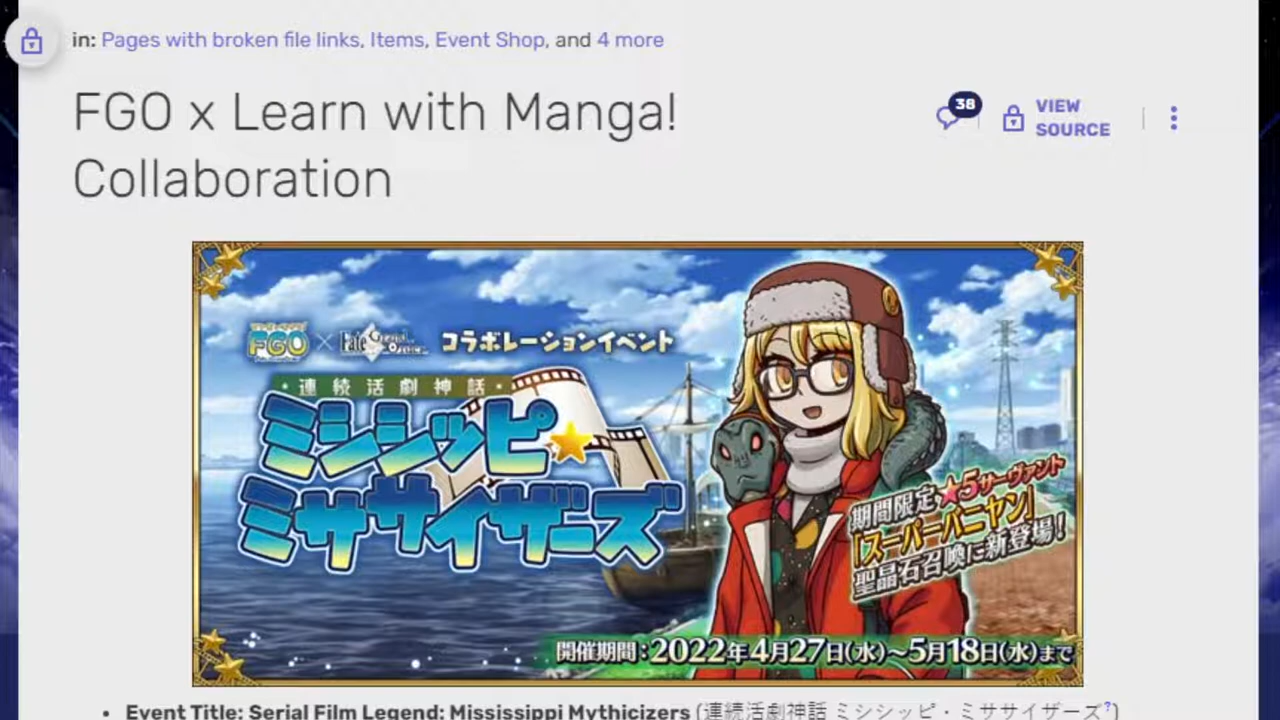 in: Pages with broken file links, Items, Event Shop, and 4 more
FGO x Learn with Manga!
Collaboration
38
VIEW
SOURCE
FGO × Fate Grand Order コラボレーションイベント
・連続活劇神話・
ミシシッピ
ミササイザーズ
期間限定★5サーヴァント
「スーパーバニヤン」
聖晶石召喚に新登場!
開催期間:2022年4月27日(水)~5月18日(水)まで
• Event Title: Serial Film Legend: Mississippi Mythicizers (連続活劇神話 ミシシッピ・ミササイザーズ?)